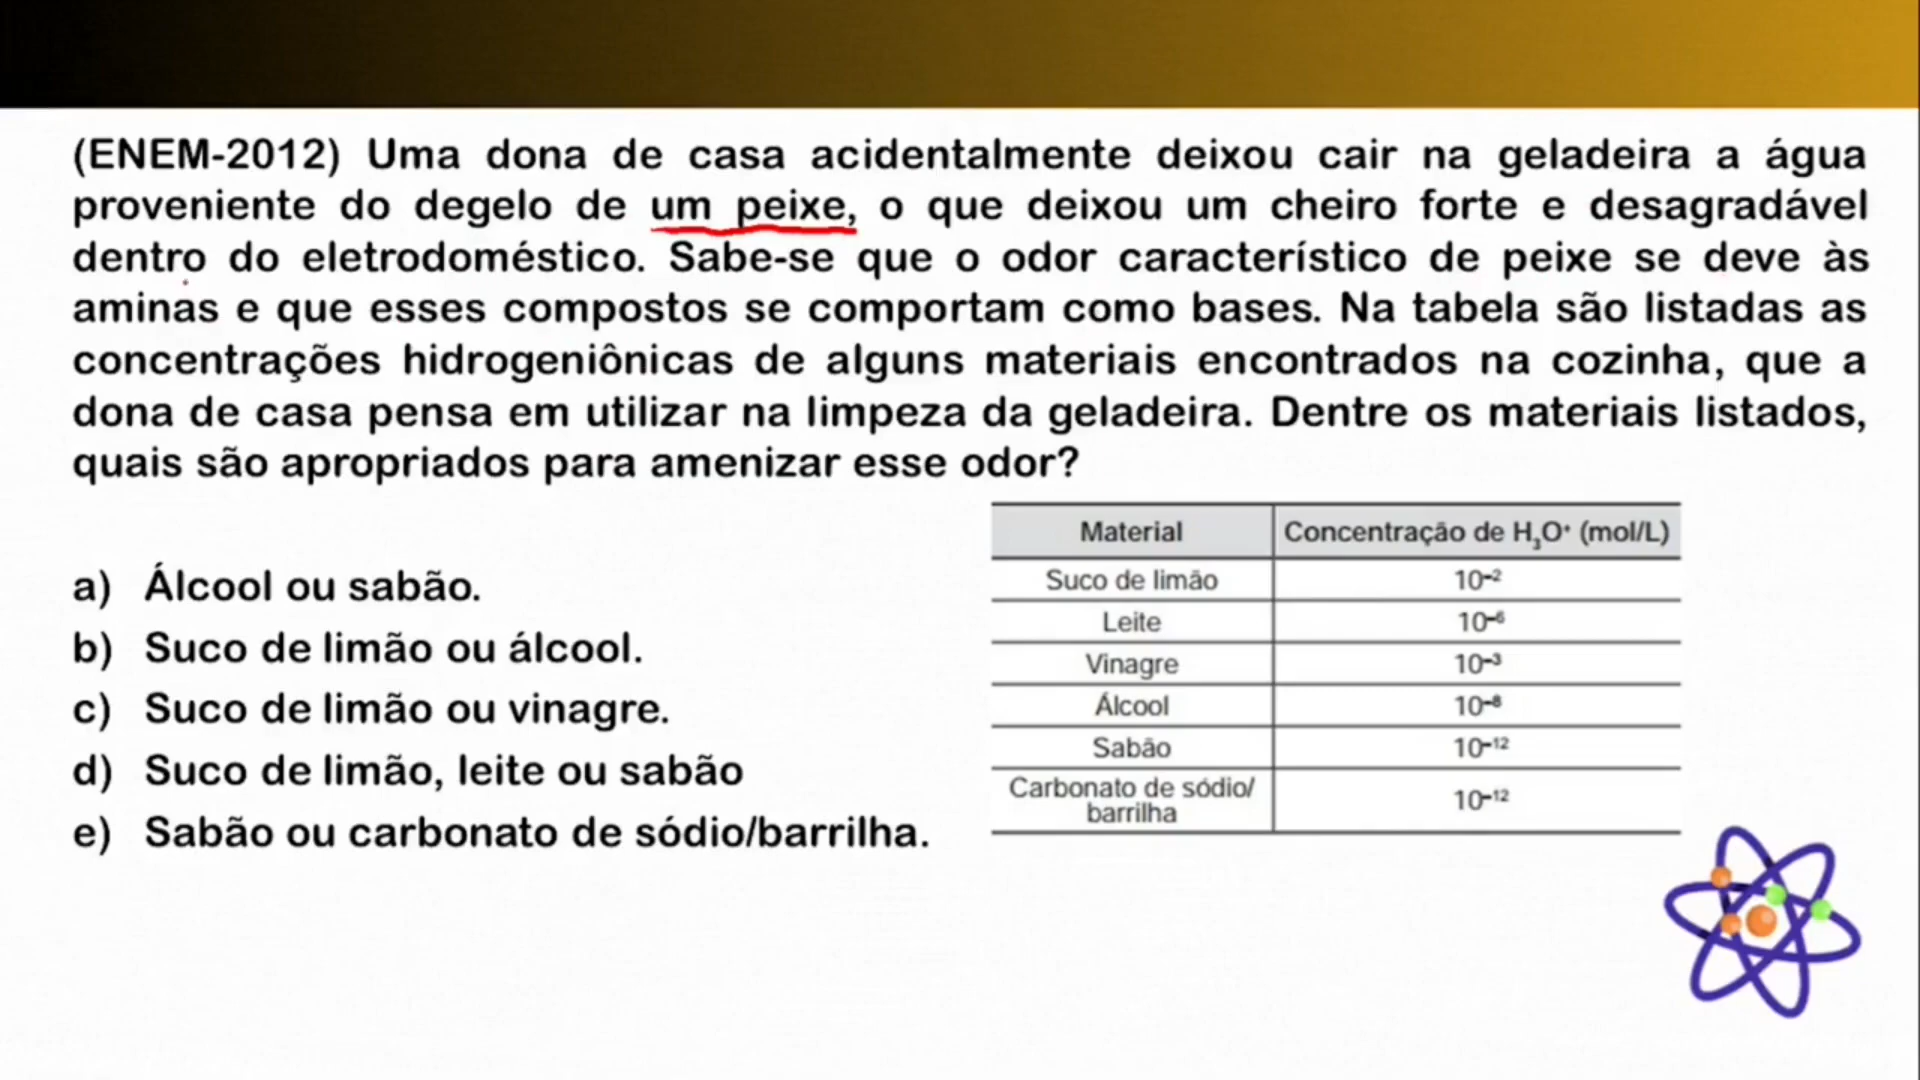 (ENEM-2012) Uma dona de casa acidentalmente deixou cair na geladeira a água
proveniente do degelo de um peixe, o que deixou um cheiro forte e desagradável
dentro do eletrodoméstico. Sabe-se que o odor característico de peixe se deve às
aminas e que esses compostos se comportam como bases. Na tabela são listadas as
concentrações hidrogeniônicas de alguns materiais encontrados na cozinha, que a
dona de casa pensa em utilizar na limpeza da geladeira. Dentre os materiais listados,
quais são apropriados para amenizar esse odor?
a) Álcool ou sabão.
b) Suco de limão ou álcool.
c) Suco de limão ou vinagre.
d) Suco de limão, leite ou sabão
e) Sabão ou carbonato de sódio/barrilha.
Material Concentração de H₃O⁺ (mol/L)
Suco de limão 10⁻²
Leite 10⁻⁶
Vinagre 10⁻³
Álcool 10⁻⁸
Sabão 10⁻¹²
Carbonato de sódio/
barrilha 10⁻¹²